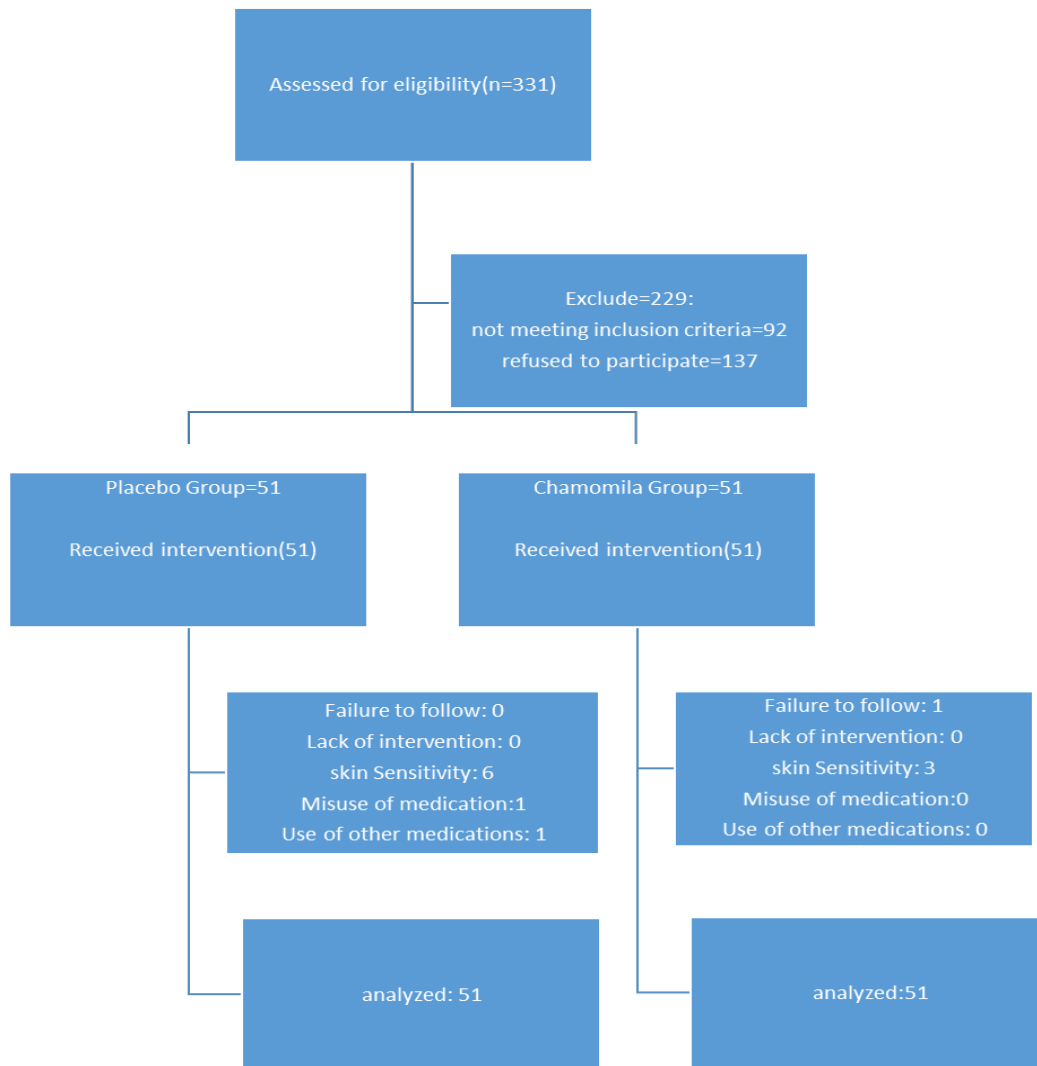 Assessed for eligibility(n=331)
Exclude=229:
not meeting inclusion criteria=92
refused to participate=137
Placebo Group=51
Received intervention(51)
Chamomila Group=51
Received intervention(51)
Failure to follow: 0
Lack of intervention: 0
skin Sensitivity: 6
Misuse of medication:1
Use of other medications: 1
Failure to follow: 1
Lack of intervention: 0
skin Sensitivity: 3
Misuse of medication:0
Use of other medications: 0
analyzed: 51
analyzed:51